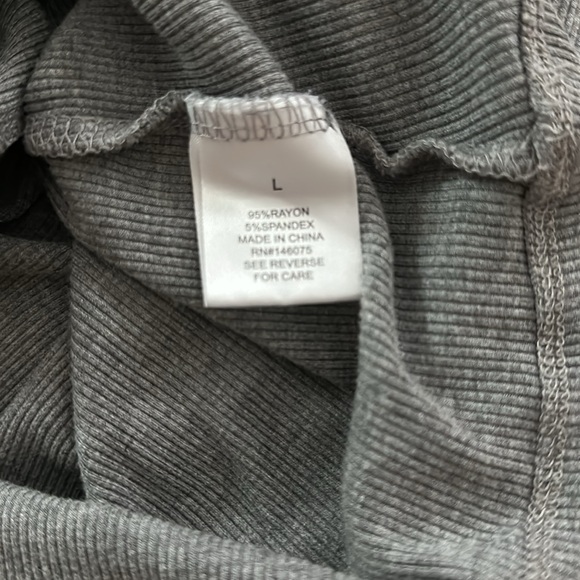 L
95%RAYON
5%SPANDEX
MADE IN CHINA
RN#146075
SEE REVERSE
FOR CARE